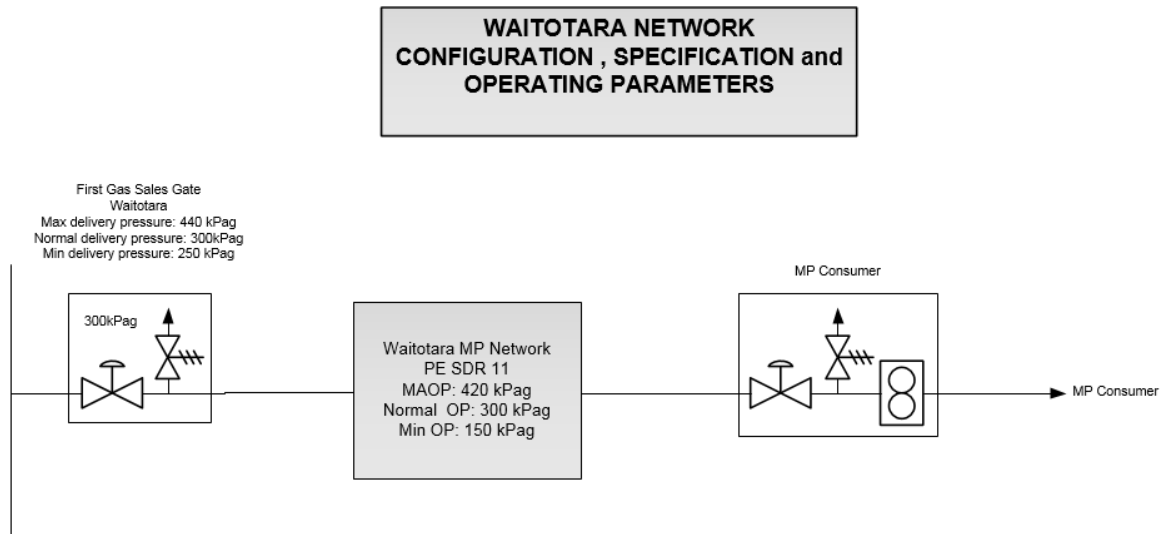 WAITOTARA NETWORK
CONFIGURATION , SPECIFICATION and
OPERATING PARAMETERS
First Gas Sales Gate
Waitotara
Max delivery pressure: 440 kPag
Normal delivery pressure: 300kPag
Min delivery pressure: 250 kPag
300kPag
Waitotara MP Network
PE SDR 11
MAOP: 420 kPag
Normal OP: 300 kPag
Min OP: 150 kPag
MP Consumer
MP Consumer